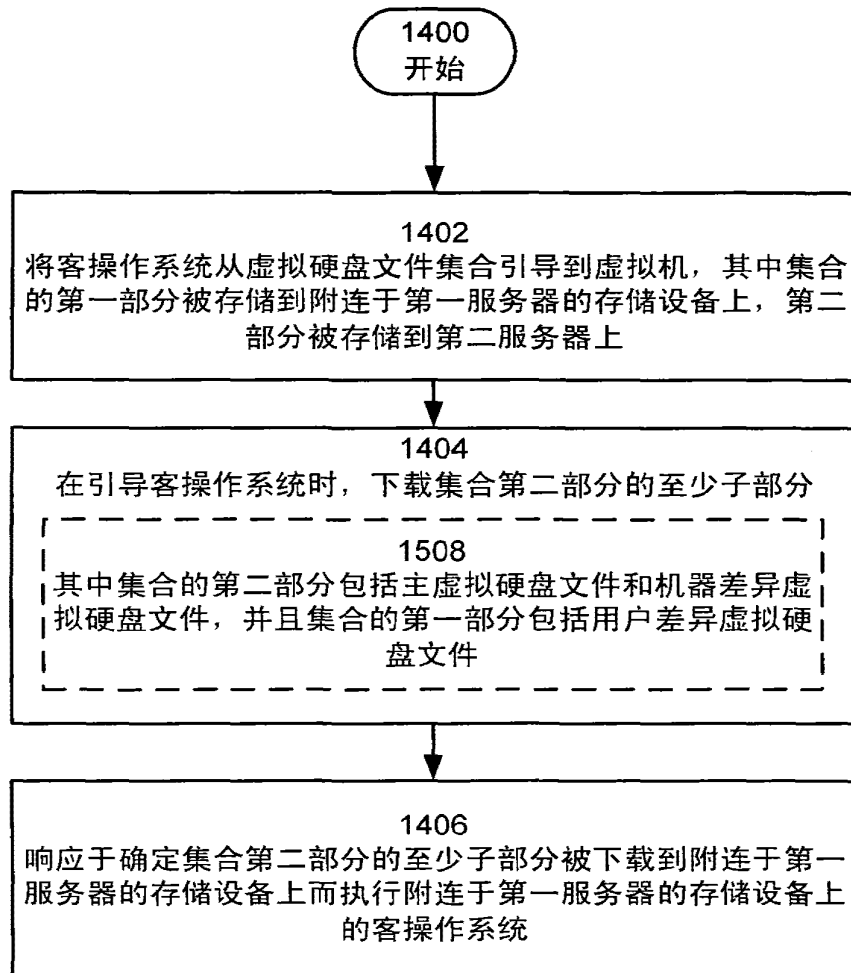 1400
开始
1402
将客操作系统从虚拟硬盘文件集合引导到虚拟机，其中集合
的第一部分被存储到附连于第一服务器的存储设备上，第二
部分被存储到第二服务器上
1404
在引导客操作系统时，下载集合第二部分的至少子部分
1508
其中集合的第二部分包括主虚拟硬盘文件和机器差异虚
拟硬盘文件，并且集合的第一部分包括用户差异虚拟硬
盘文件
1406
响应于确定集合第二部分的至少子部分被下载到附连于第一
服务器的存储设备上而执行附连于第一服务器的存储设备上
的客操作系统